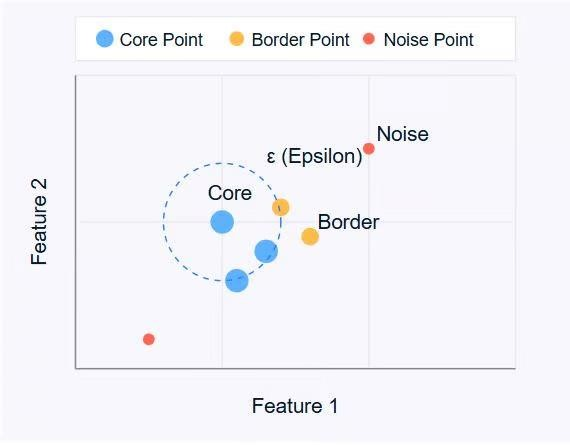 Core Point Border Point Noise Point
Noise
ε (Epsilon)
Core
Border
Feature 2
Feature 1